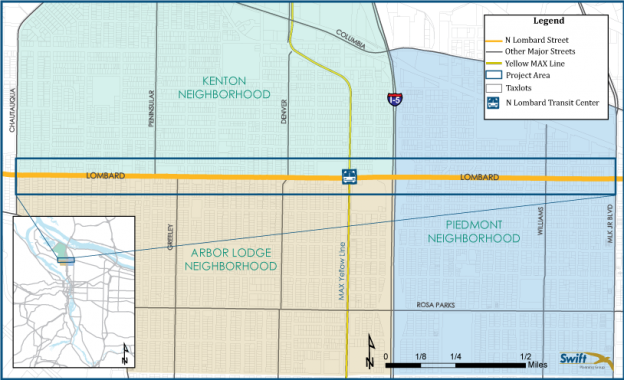 Legend
N Lombard Street
Other Major Streets
Yellow MAX Line
Project Area
Taxlots
N Lombard Transit Center
COLUMBIA
KENTON
NEIGHBORHOOD
CHAUTAUQUA
PENINSULAR
DENVER
I-5
LOMBARD
LOMBARD
GREELEY
ARBOR LODGE
NEIGHBORHOOD
MAX Yellow Line
PIEDMONT
NEIGHBORHOOD
WILLIAMS
MLK JR BLVD
ROSA PARKS
N
N
0 1/8 1/4 1/2
Miles
Swift